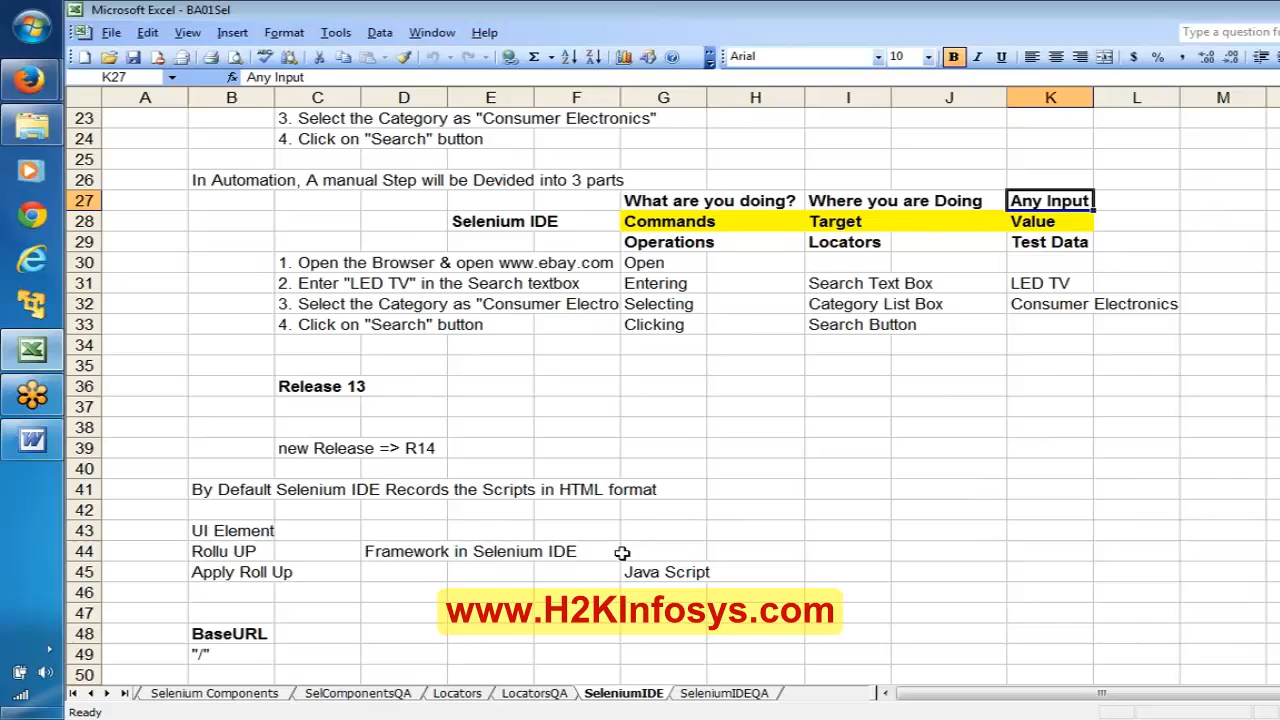 Microsoft Excel - BA01Sel
File Edit View Insert Format Tools Data Window Help
Type a question fo
Arial 10 B I U $ % ,
K27 fx Any Input
A B C D E F G H I J K L M
23 3. Select the Category as "Consumer Electronics"
24 4. Click on "Search" button
25
26 In Automation, A manual Step will be Devided into 3 parts
27 What are you doing? Where you are Doing Any Input
28 Selenium IDE Commands Target Value
29 Operations Locators Test Data
30 1. Open the Browser & open www.ebay.com Open
31 2. Enter "LED TV" in the Search textbox Entering Search Text Box LED TV
32 3. Select the Category as "Consumer Electro Selecting Category List Box Consumer Electronics
33 4. Click on "Search" button Clicking Search Button
34
35
36 Release 13
37
38
39 new Release => R14
40
41 By Default Selenium IDE Records the Scripts in HTML format
42
43 UI Element
44 Rollu UP Framework in Selenium IDE
45 Apply Roll Up Java Script
46
47
www.H2KInfosys.com
48 BaseURL
49 "/"
50
Selenium Components SelComponentsQA Locators LocatorsQA SeleniumIDE SeleniumIDEQA
Ready